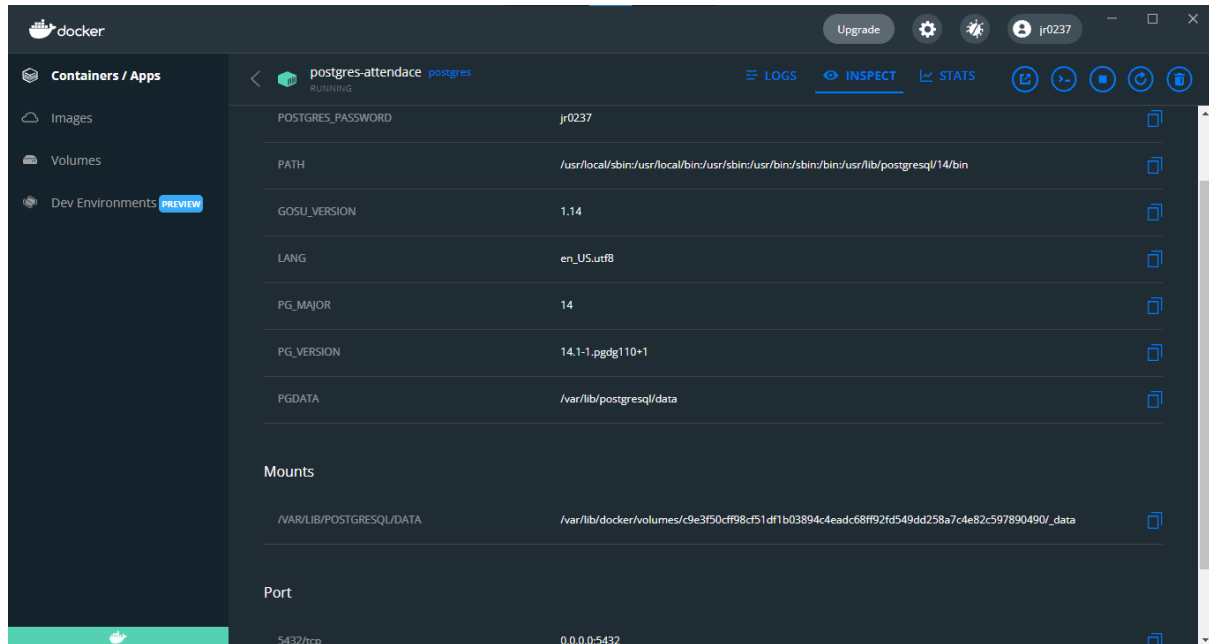 docker
Upgrade
jr0237
Containers / Apps
Images
Volumes
Dev Environments PREVIEW
postgres-attendace postgres
RUNNING
LOGS INSPECT STATS
POSTGRES_PASSWORD jr0237
PATH /usr/local/sbin:/usr/local/bin:/usr/sbin:/usr/bin:/sbin:/bin:/usr/lib/postgresql/14/bin
GOSU_VERSION 1.14
LANG en_US.utf8
PG_MAJOR 14
PG_VERSION 14.1-1.pgdg110+1
PGDATA /var/lib/postgresql/data
Mounts
/VAR/LIB/POSTGRESQL/DATA /var/lib/docker/volumes/c9e3f50cff98cf51df1b03894c4eadc68ff92fd549dd258a7c4e82c597890490/_data
Port
5432/tcp 0.0.0.0:5432